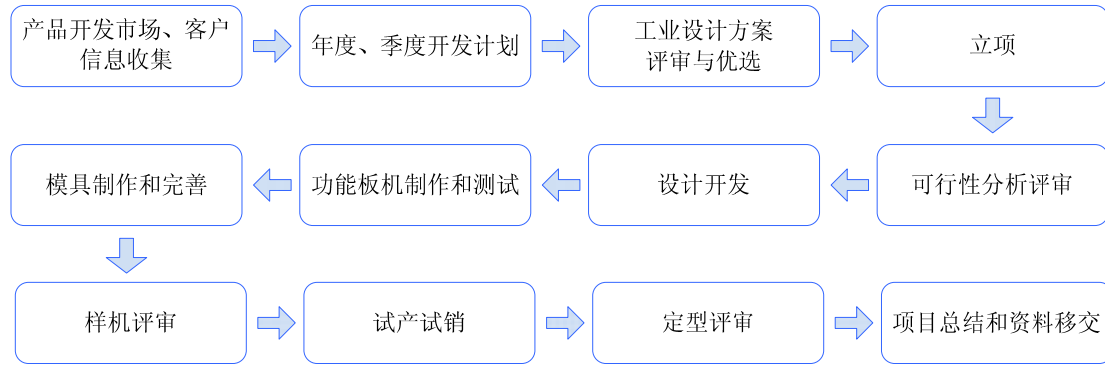 产品开发市场、客户
信息收集
年度、季度开发计划
工业设计方案
评审与优选
立项
可行性分析评审
设计开发
功能板机制作和测试
模具制作和完善
样机评审
试产试销
定型评审
项目总结和资料移交